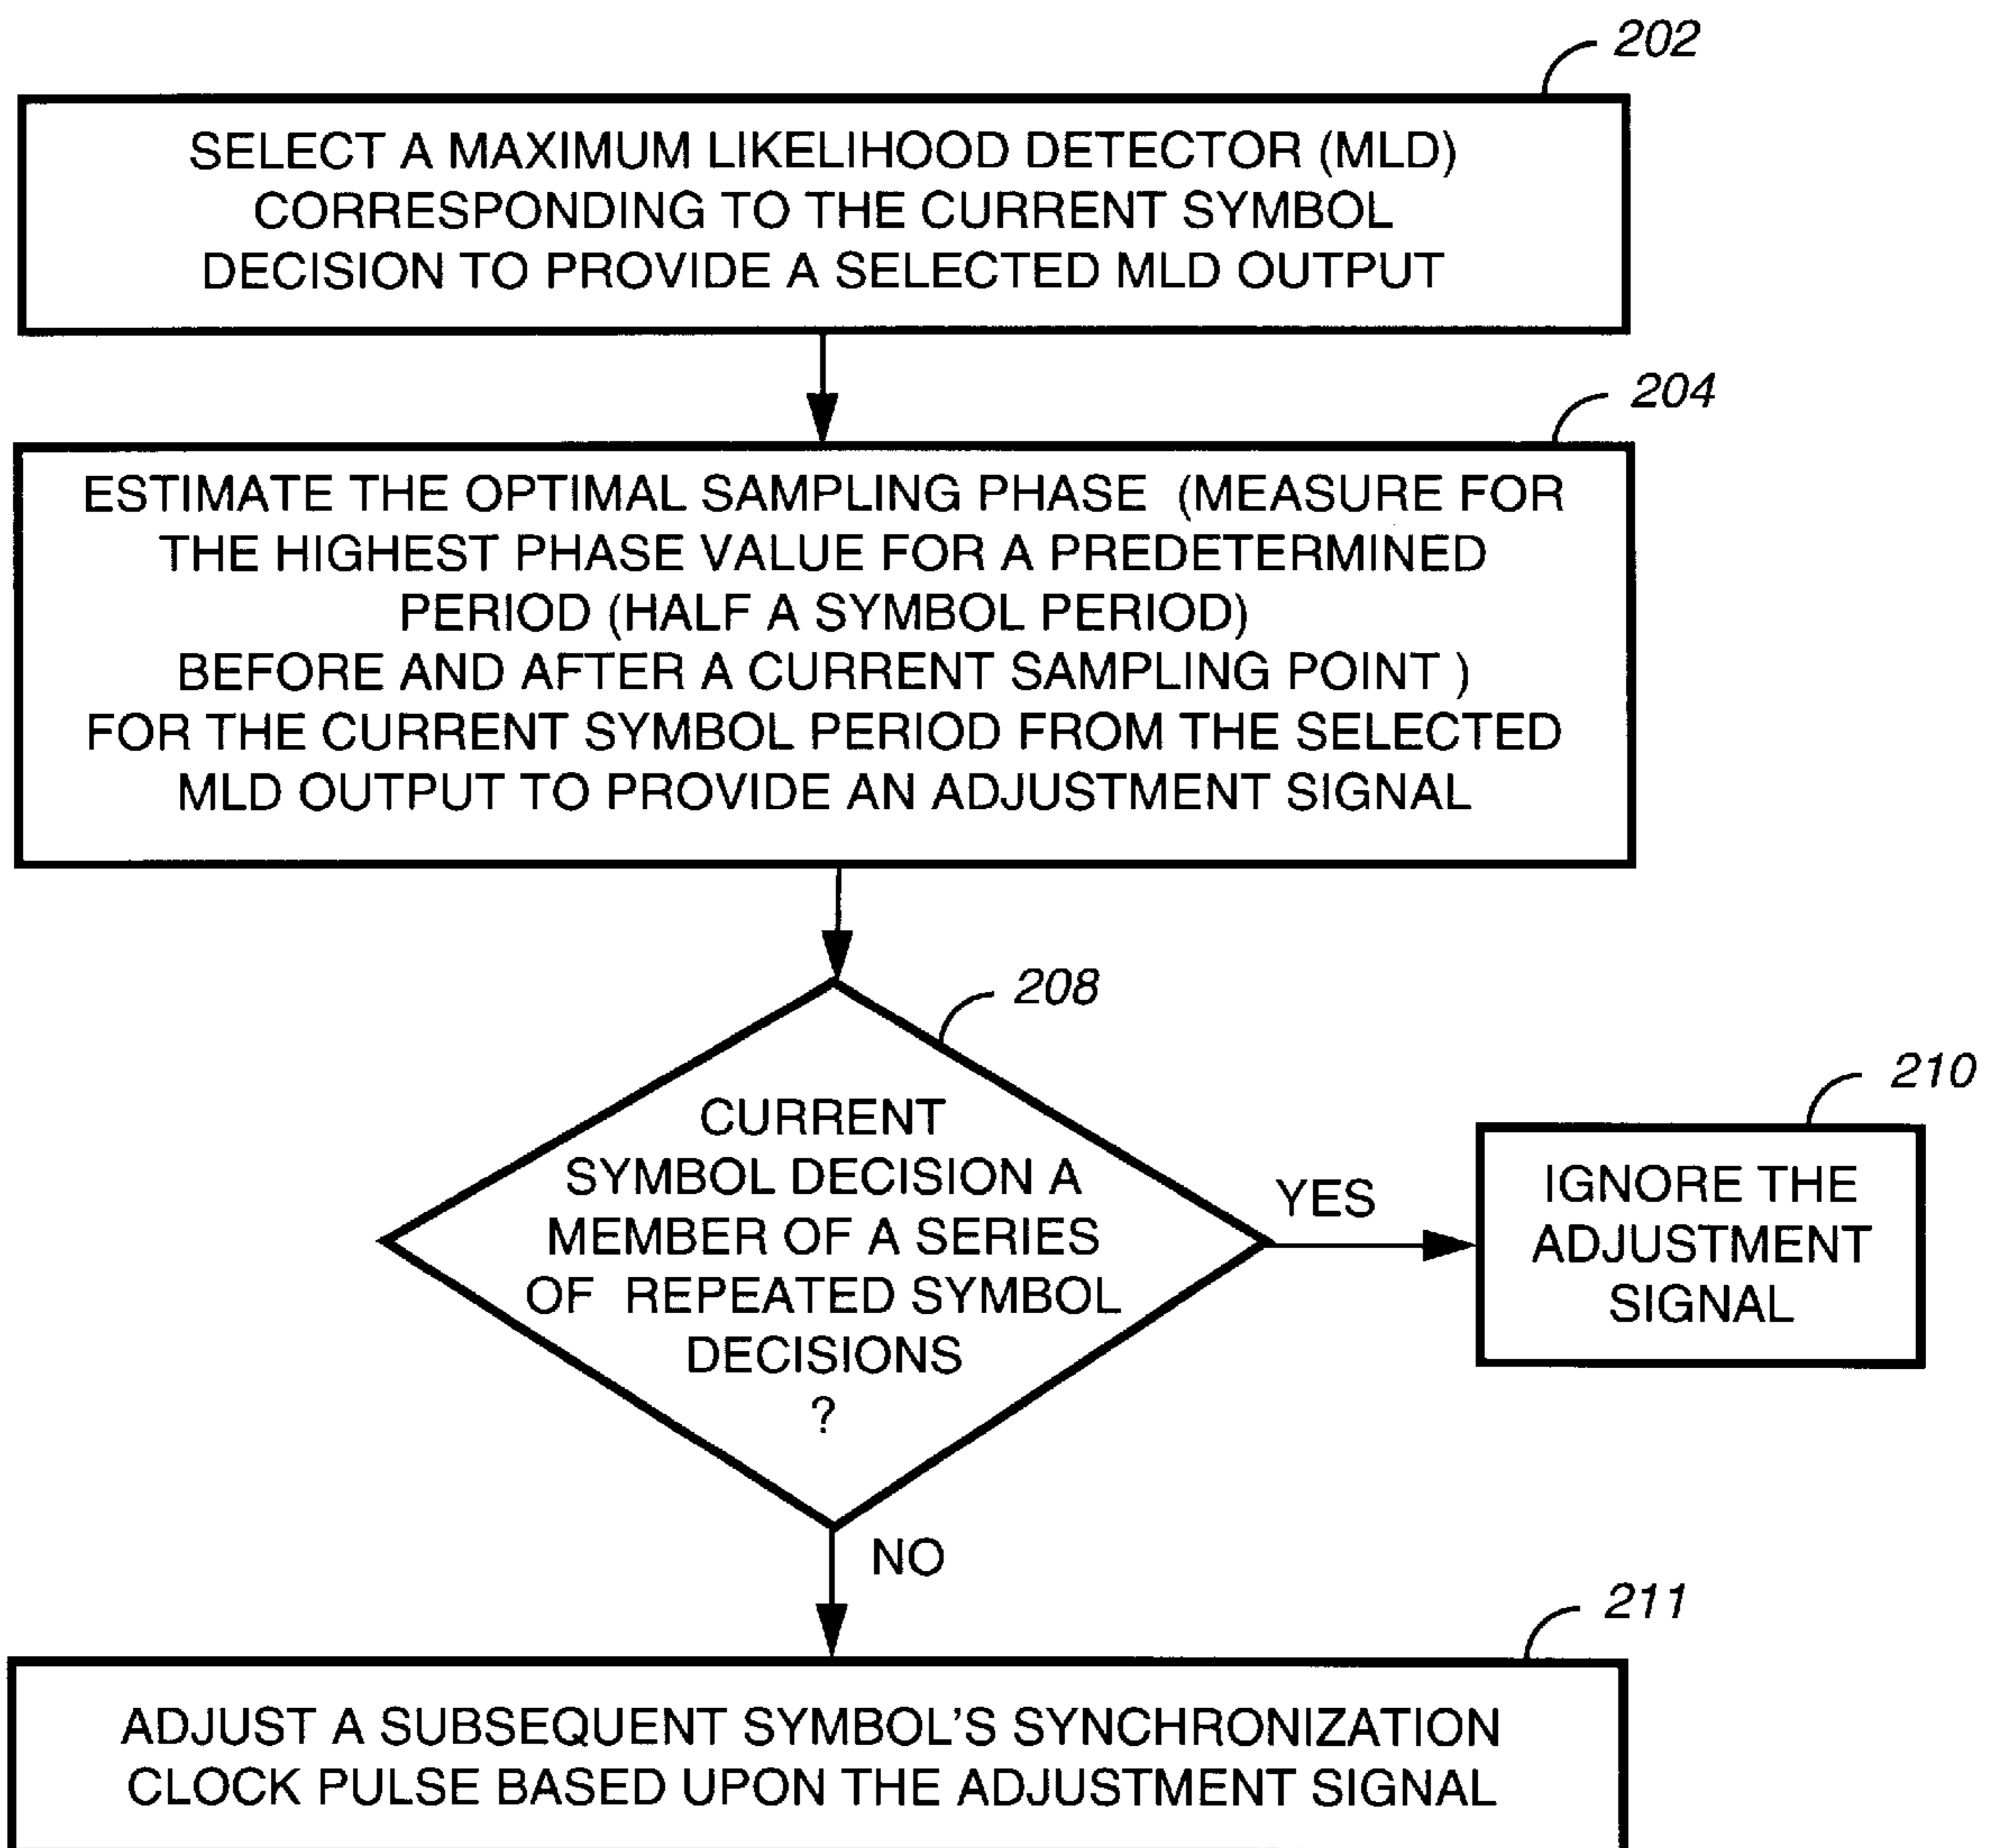 202
SELECT A MAXIMUM LIKELIHOOD DETECTOR (MLD)
CORRESPONDING TO THE CURRENT SYMBOL
DECISION TO PROVIDE A SELECTED MLD OUTPUT
204
ESTIMATE THE OPTIMAL SAMPLING PHASE (MEASURE FOR
THE HIGHEST PHASE VALUE FOR A PREDETERMINED
PERIOD (HALF A SYMBOL PERIOD)
BEFORE AND AFTER A CURRENT SAMPLING POINT )
FOR THE CURRENT SYMBOL PERIOD FROM THE SELECTED
MLD OUTPUT TO PROVIDE AN ADJUSTMENT SIGNAL
208
CURRENT
SYMBOL DECISION A
MEMBER OF A SERIES
OF REPEATED SYMBOL
DECISIONS
?
YES
210
IGNORE THE
ADJUSTMENT
SIGNAL
NO
211
ADJUST A SUBSEQUENT SYMBOL'S SYNCHRONIZATION
CLOCK PULSE BASED UPON THE ADJUSTMENT SIGNAL